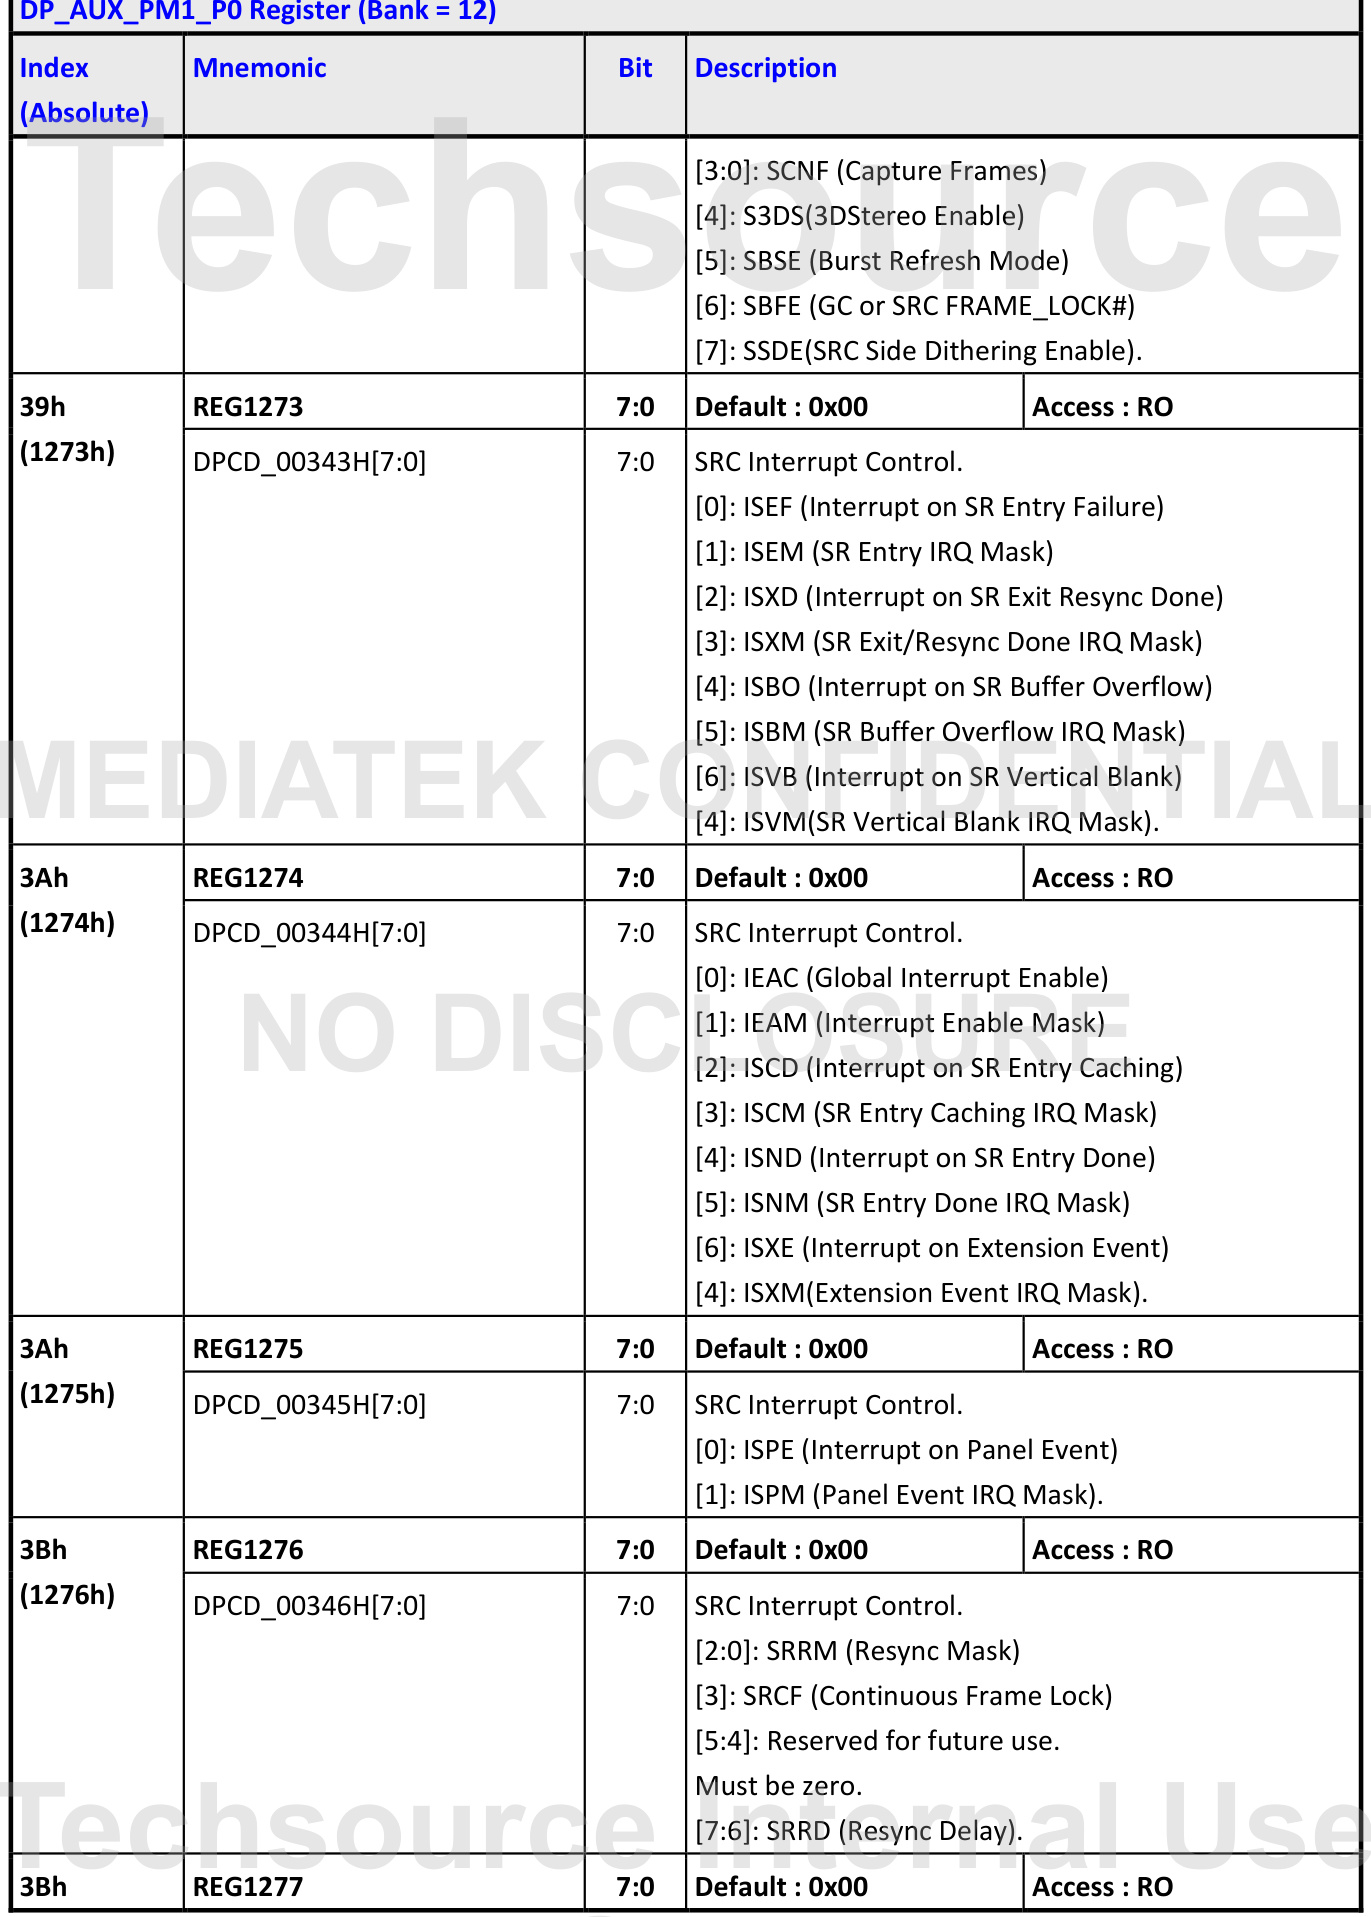 DP_AUX_PM1_P0 Register (Bank = 12)
Index (Absolute) Mnemonic Bit Description
[3:0]: SCNF (Capture Frames)
[4]: S3DS(3DStereo Enable)
[5]: SBSE (Burst Refresh Mode)
[6]: SBFE (GC or SRC FRAME_LOCK#)
[7]: SSDE(SRC Side Dithering Enable).
Techsource
39h REG1273 7:0 Default : 0x00 Access : RO
(1273h) DPCD_00343H[7:0] 7:0 SRC Interrupt Control.
[0]: ISEF (Interrupt on SR Entry Failure)
[1]: ISEM (SR Entry IRQ Mask)
[2]: ISXD (Interrupt on SR Exit Resync Done)
[3]: ISXM (SR Exit/Resync Done IRQ Mask)
[4]: ISBO (Interrupt on SR Buffer Overflow)
[5]: ISBM (SR Buffer Overflow IRQ Mask)
[6]: ISVB (Interrupt on SR Vertical Blank)
[4]: ISVM(SR Vertical Blank IRQ Mask).
MEDIATEK CONFIDENTIAL
3Ah REG1274 7:0 Default : 0x00 Access : RO
(1274h) DPCD_00344H[7:0] 7:0 SRC Interrupt Control.
[0]: IEAC (Global Interrupt Enable)
[1]: IEAM (Interrupt Enable Mask)
[2]: ISCD (Interrupt on SR Entry Caching)
[3]: ISCM (SR Entry Caching IRQ Mask)
[4]: ISND (Interrupt on SR Entry Done)
[5]: ISNM (SR Entry Done IRQ Mask)
[6]: ISXE (Interrupt on Extension Event)
[4]: ISXM(Extension Event IRQ Mask).
NO DISCLOSURE
3Ah REG1275 7:0 Default : 0x00 Access : RO
(1275h) DPCD_00345H[7:0] 7:0 SRC Interrupt Control.
[0]: ISPE (Interrupt on Panel Event)
[1]: ISPM (Panel Event IRQ Mask).
3Bh REG1276 7:0 Default : 0x00 Access : RO
(1276h) DPCD_00346H[7:0] 7:0 SRC Interrupt Control.
[2:0]: SRRM (Resync Mask)
[3]: SRCF (Continuous Frame Lock)
[5:4]: Reserved for future use.
Must be zero.
[7:6]: SRRD (Resync Delay).
Techsource Internal Use
3Bh REG1277 7:0 Default : 0x00 Access : RO